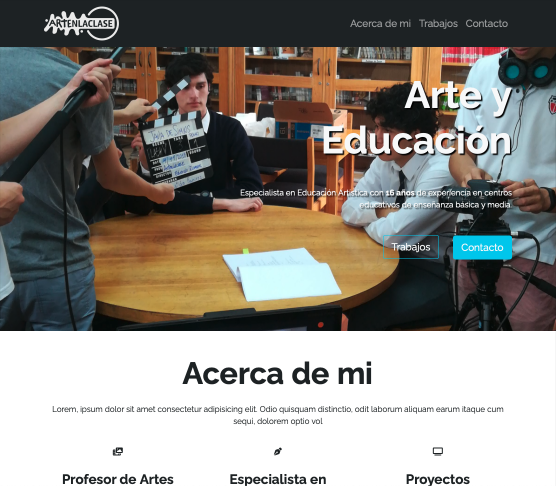 ARTENLACLASE
Acerca de mi Trabajos Contacto
Arte y
Educación
Especialista en Educación Artística con 16 años de experiencia en centros
educativos de enseñanza básica y media.
Trabajos Contacto
Acerca de mi
Lorem, ipsum dolor sit amet consectetur adipisicing elit. Odio quisquam distinctio, odit laborum aliquam earum itaque cum
sequi, dolorem optio vol
Profesor de Artes Especialista en Proyectos